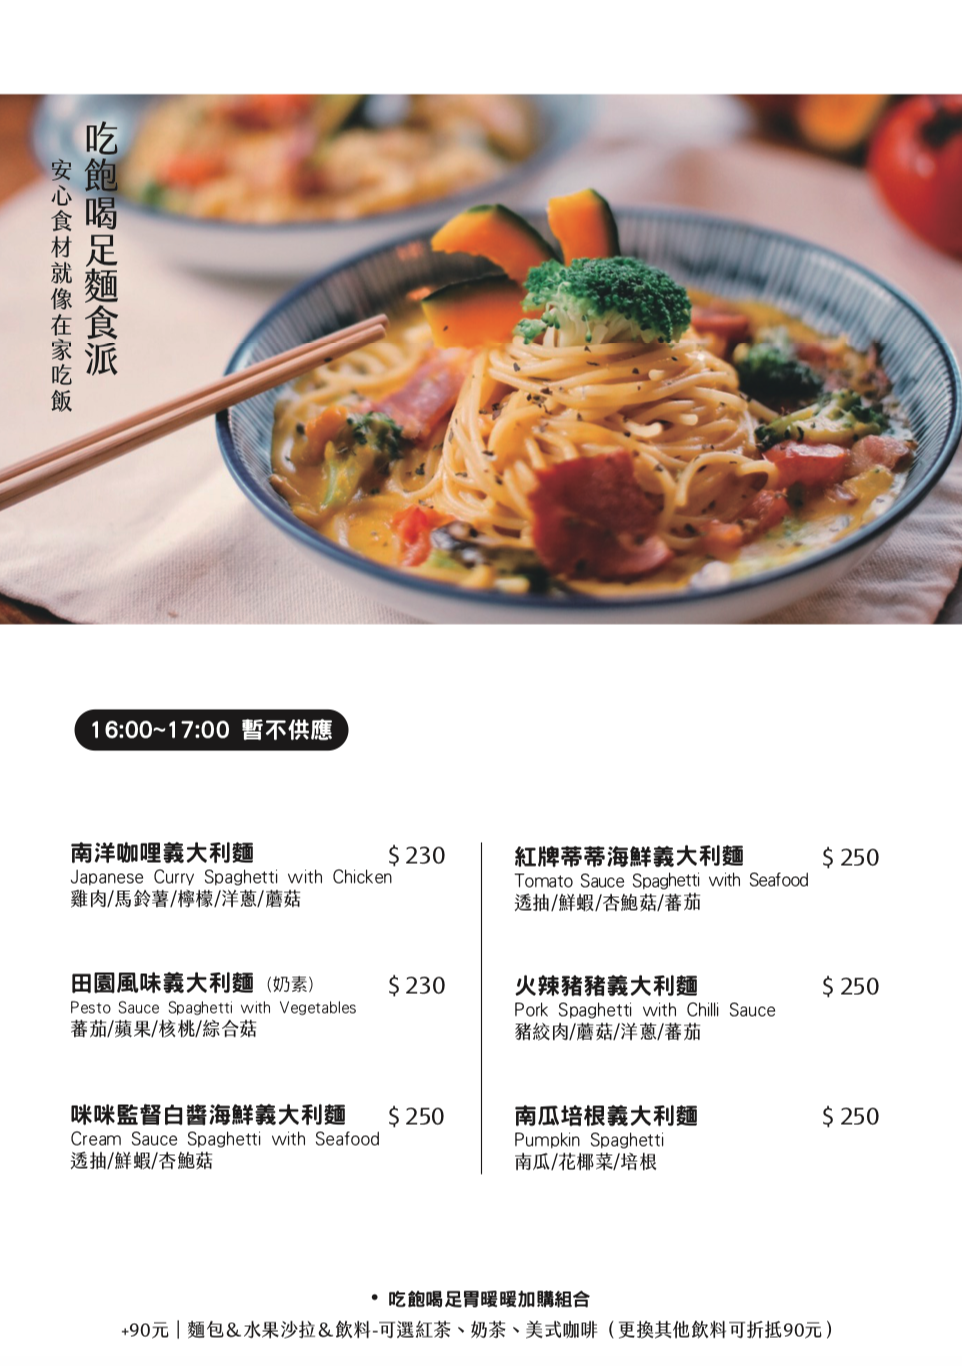 吃飽喝足麵食派
安心食材就像在家吃飯
16:00~17:00 暫不供應
南洋咖哩義大利麵 $230
Japanese Curry Spaghetti with Chicken
雞肉/馬鈴薯/檸檬/洋蔥/蘑菇
田園風味義大利麵（奶素） $230
Pesto Sauce Spaghetti with Vegetables
蕃茄/蘋果/核桃/綜合菇
咪咪監督白醬海鮮義大利麵 $250
Cream Sauce Spaghetti with Seafood
透抽/鮮蝦/杏鮑菇
紅牌蒂蒂海鮮義大利麵 $250
Tomato Sauce Spaghetti with Seafood
透抽/鮮蝦/杏鮑菇/蕃茄
火辣豬豬義大利麵 $250
Pork Spaghetti with Chilli Sauce
豬絞肉/蘑菇/洋蔥/蕃茄
南瓜培根義大利麵 $250
Pumpkin Spaghetti
南瓜/花椰菜/培根
• 吃飽喝足胃暖暖加購組合
+90元｜麵包&水果沙拉&飲料-可選紅茶、奶茶、美式咖啡（更換其他飲料可折抵90元）